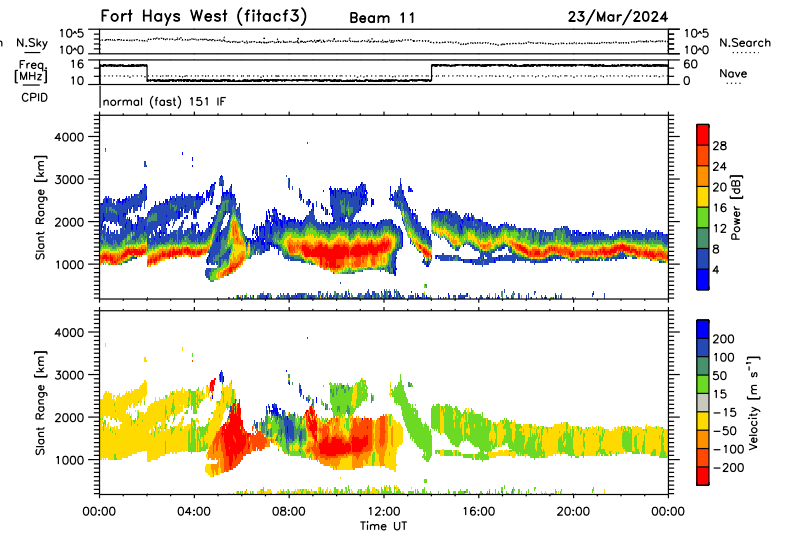 Fort Hays West (fitacf3) Beam 11 23/Mar/2024
N.Sky 10^5 10^0 10^5 10^0 N.Search
Freq. [MHz] 16 10 60 0 Nave
CPID normal (fast) 151 IF
Slant Range [km]
4000
3000
2000
1000
Power [dB]
28
24
20
16
12
8
4
Slant Range [km]
4000
3000
2000
1000
Velocity [m s⁻¹]
200
100
50
15
−15
−50
−100
−200
00:00 04:00 08:00 12:00 16:00 20:00 00:00
Time UT